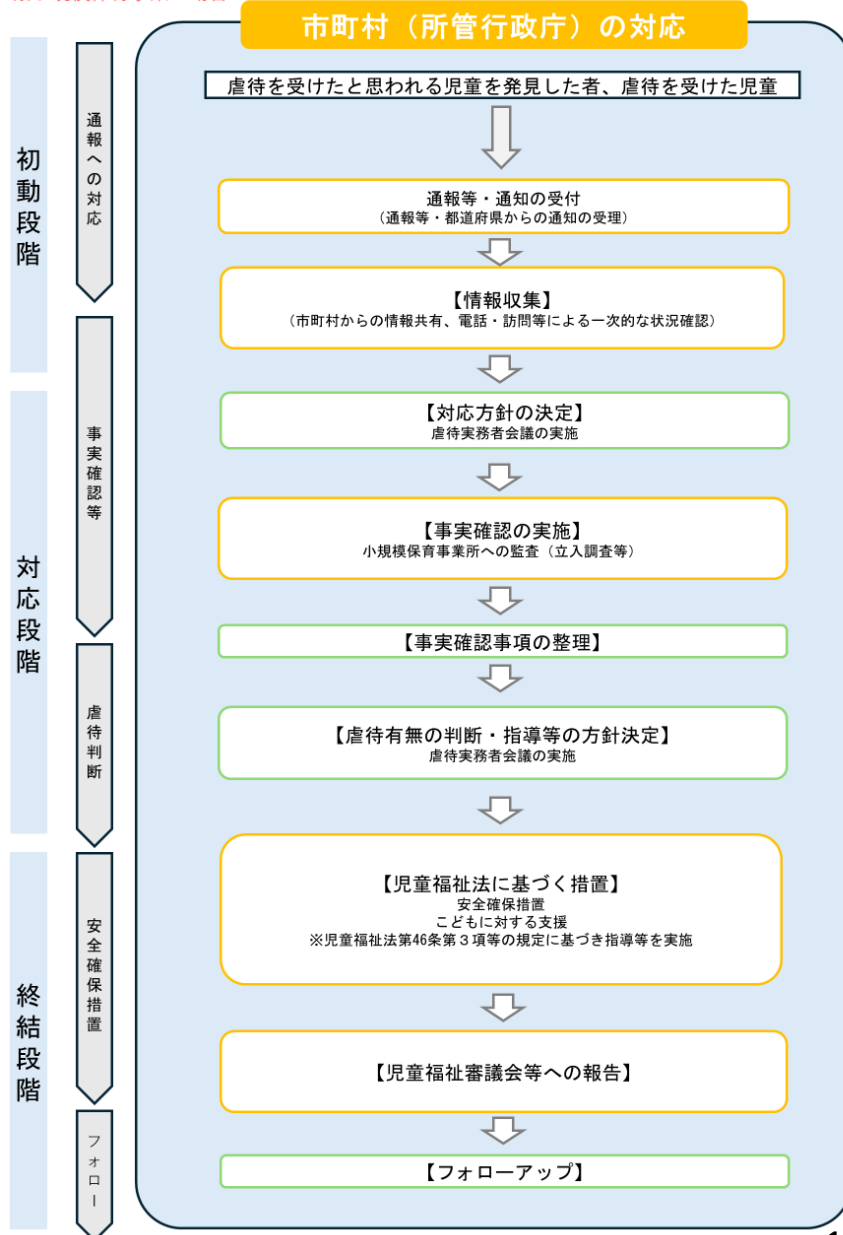 市町村（所管行政庁）の対応
虐待を受けたと思われる児童を発見した者、虐待を受けた児童
初動段階
通報への対応
通報等・通知の受付
（通報等・都道府県からの通知の受理）
【情報収集】
（市町村からの情報共有、電話・訪問等による一次的な状況確認）
対応段階
事実確認等
【対応方針の決定】
虐待実務者会議の実施
【事実確認の実施】
小規模保育事業所への監査（立入調査等）
【事実確認事項の整理】
虐待判断
【虐待有無の判断・指導等の方針決定】
虐待実務者会議の実施
終結段階
安全確保措置
【児童福祉法に基づく措置】
安全確保措置
こどもに対する支援
※児童福祉法第46条第３項等の規定に基づき指導等を実施
【児童福祉審議会等への報告】
フォロー
【フォローアップ】